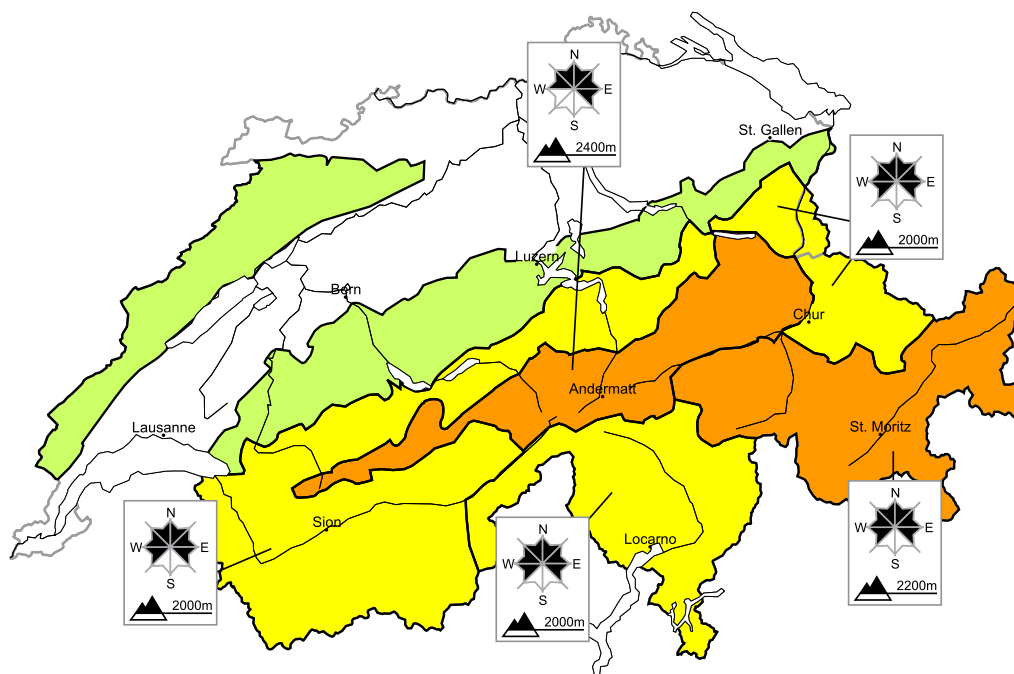 N
W E
S
2400m
St. Gallen
N
W E
S
2000m
Luzern
Bern
Chur
Andermatt
Lausanne
St. Moritz
N
W E
S
2000m
Sion
N
W E
S
2000m
Locarno
N
W E
S
2200m